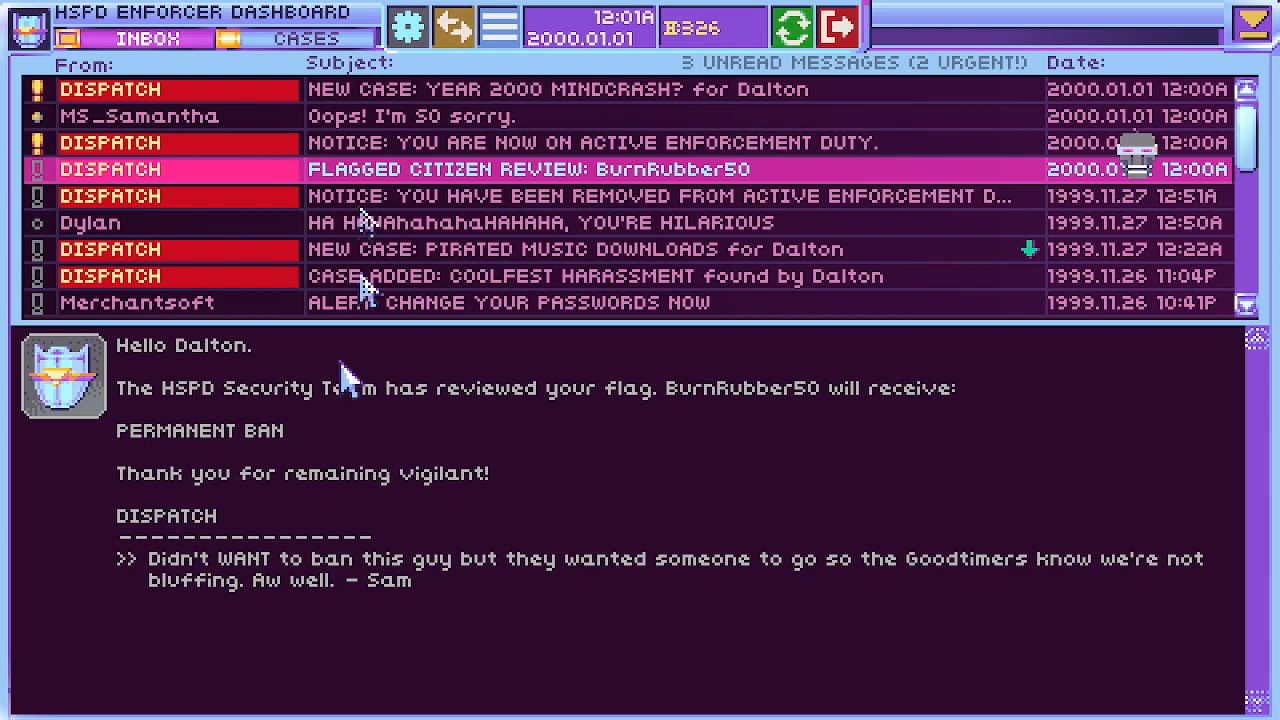 HSPD ENFORCER DASHBOARD
INBOX CASES
12:01A
2000.01.01
326
From: Subject: 3 UNREAD MESSAGES (2 URGENT!) Date:
DISPATCH NEW CASE: YEAR 2000 MINDCRASH? for Dalton 2000.01.01 12:00A
MS_Samantha Oops! I'm SO sorry. 2000.01.01 12:00A
DISPATCH NOTICE: YOU ARE NOW ON ACTIVE ENFORCEMENT DUTY. 2000.0 12:00A
DISPATCH FLAGGED CITIZEN REVIEW: BurnRubber50 2000.0 12:00A
DISPATCH NOTICE: YOU HAVE BEEN REMOVED FROM ACTIVE ENFORCEMENT D... 1999.11.27 12:51A
Dylan HA HAHAhahahaHAHAHA, YOU'RE HILARIOUS 1999.11.27 12:50A
DISPATCH NEW CASE: PIRATED MUSIC DOWNLOADS for Dalton 1999.11.27 12:22A
DISPATCH CASE ADDED: COOLFEST HARASSMENT found by Dalton 1999.11.26 11:04P
Merchantsoft ALERT CHANGE YOUR PASSWORDS NOW 1999.11.26 10:41P
Hello Dalton.
The HSPD Security Team has reviewed your flag. BurnRubber50 will receive:
PERMANENT BAN
Thank you for remaining vigilant!
DISPATCH
----------------
>> Didn't WANT to ban this guy but they wanted someone to go so the Goodtimers know we're not
bluffing. Aw well. - Sam